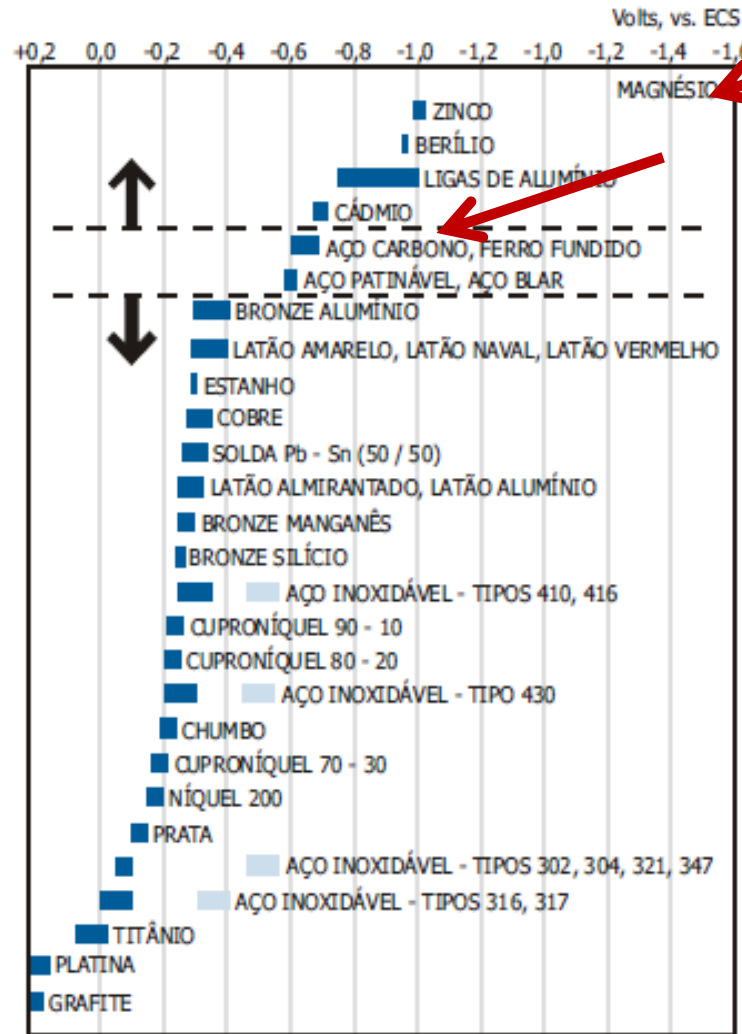 Volts, vs. ECS
+0,2 0,0 -0,2 -0,4 -0,6 -0,8 -1,0 -1,2 -1,0 -1,4 -1,6
MAGNÉSIO
ZINCO
BERÍLIO
LIGAS DE ALUMÍNIO
CÁDMIO
AÇO CARBONO, FERRO FUNDIDO
AÇO PATINÁVEL, AÇO BLAR
BRONZE ALUMÍNIO
LATÃO AMARELO, LATÃO NAVAL, LATÃO VERMELHO
ESTANHO
COBRE
SOLDA Pb - Sn (50 / 50)
LATÃO ALMIRANTADO, LATÃO ALUMÍNIO
BRONZE MANGANÊS
BRONZE SILÍCIO
AÇO INOXIDÁVEL - TIPOS 410, 416
CUPRONÍQUEL 90 - 10
CUPRONÍQUEL 80 - 20
AÇO INOXIDÁVEL - TIPO 430
CHUMBO
CUPRONÍQUEL 70 - 30
NÍQUEL 200
PRATA
AÇO INOXIDÁVEL - TIPOS 302, 304, 321, 347
AÇO INOXIDÁVEL - TIPOS 316, 317
TITÂNIO
PLATINA
GRAFITE